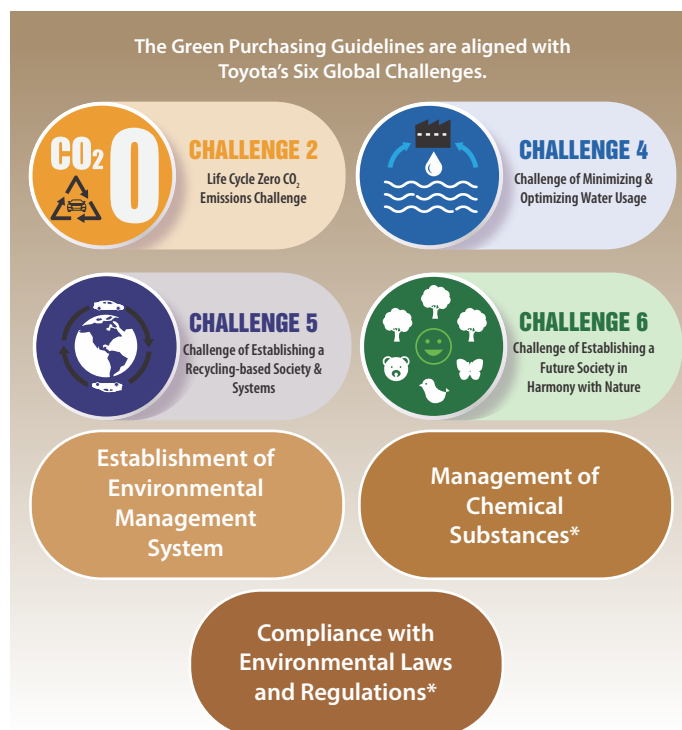 The Green Purchasing Guidelines are aligned with
Toyota's Six Global Challenges.
CO2 0
CHALLENGE 2
Life Cycle Zero CO2
Emissions Challenge
CHALLENGE 4
Challenge of Minimizing &
Optimizing Water Usage
CHALLENGE 5
Challenge of Establishing a
Recycling-based Society &
Systems
CHALLENGE 6
Challenge of Establishing a
Future Society in
Harmony with Nature
Establishment of
Environmental
Management
System
Management of
Chemical
Substances*
Compliance with
Environmental Laws
and Regulations*